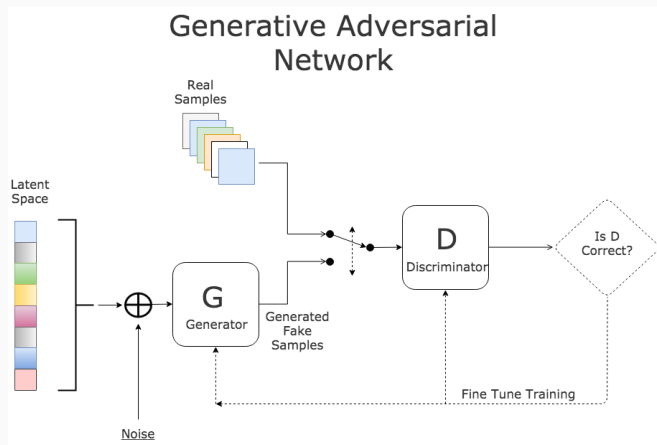 Generative Adversarial
Network
Real
Samples
Latent
Space
D
Discriminator
Is D
Correct?
G
Generator
Generated
Fake
Samples
Fine Tune Training
Noise